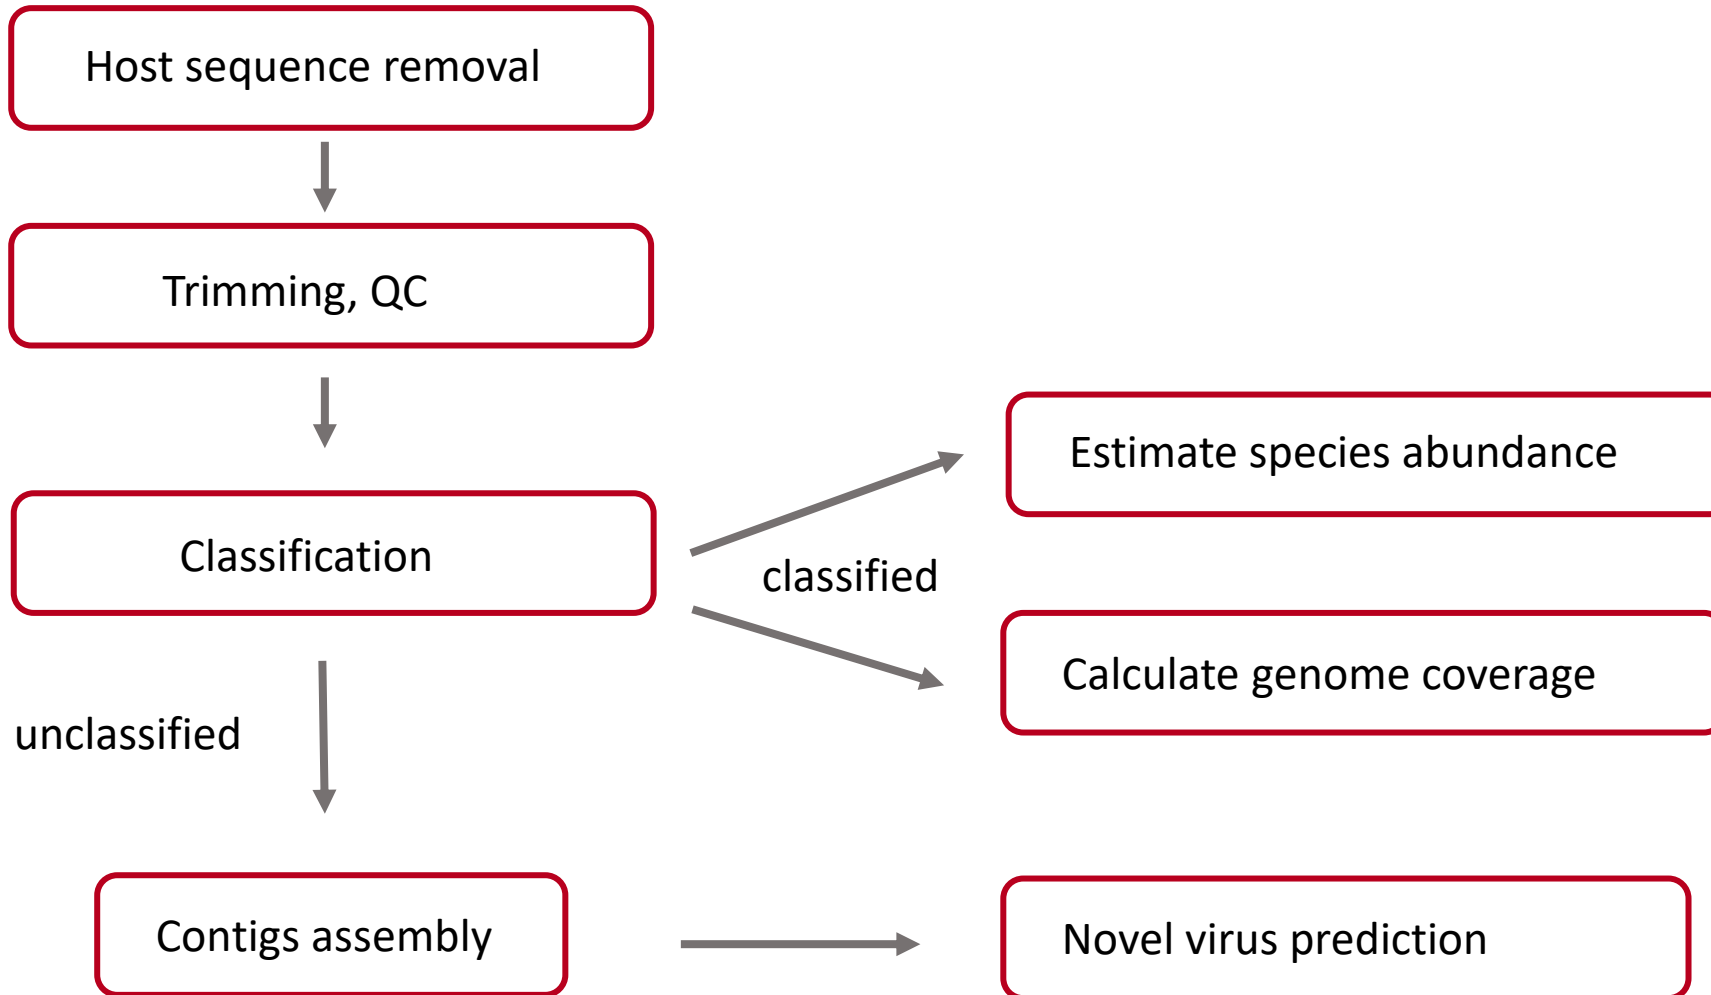 Host sequence removal
Trimming, QC
Classification
classified
Estimate species abundance
Calculate genome coverage
unclassified
Contigs assembly
Novel virus prediction